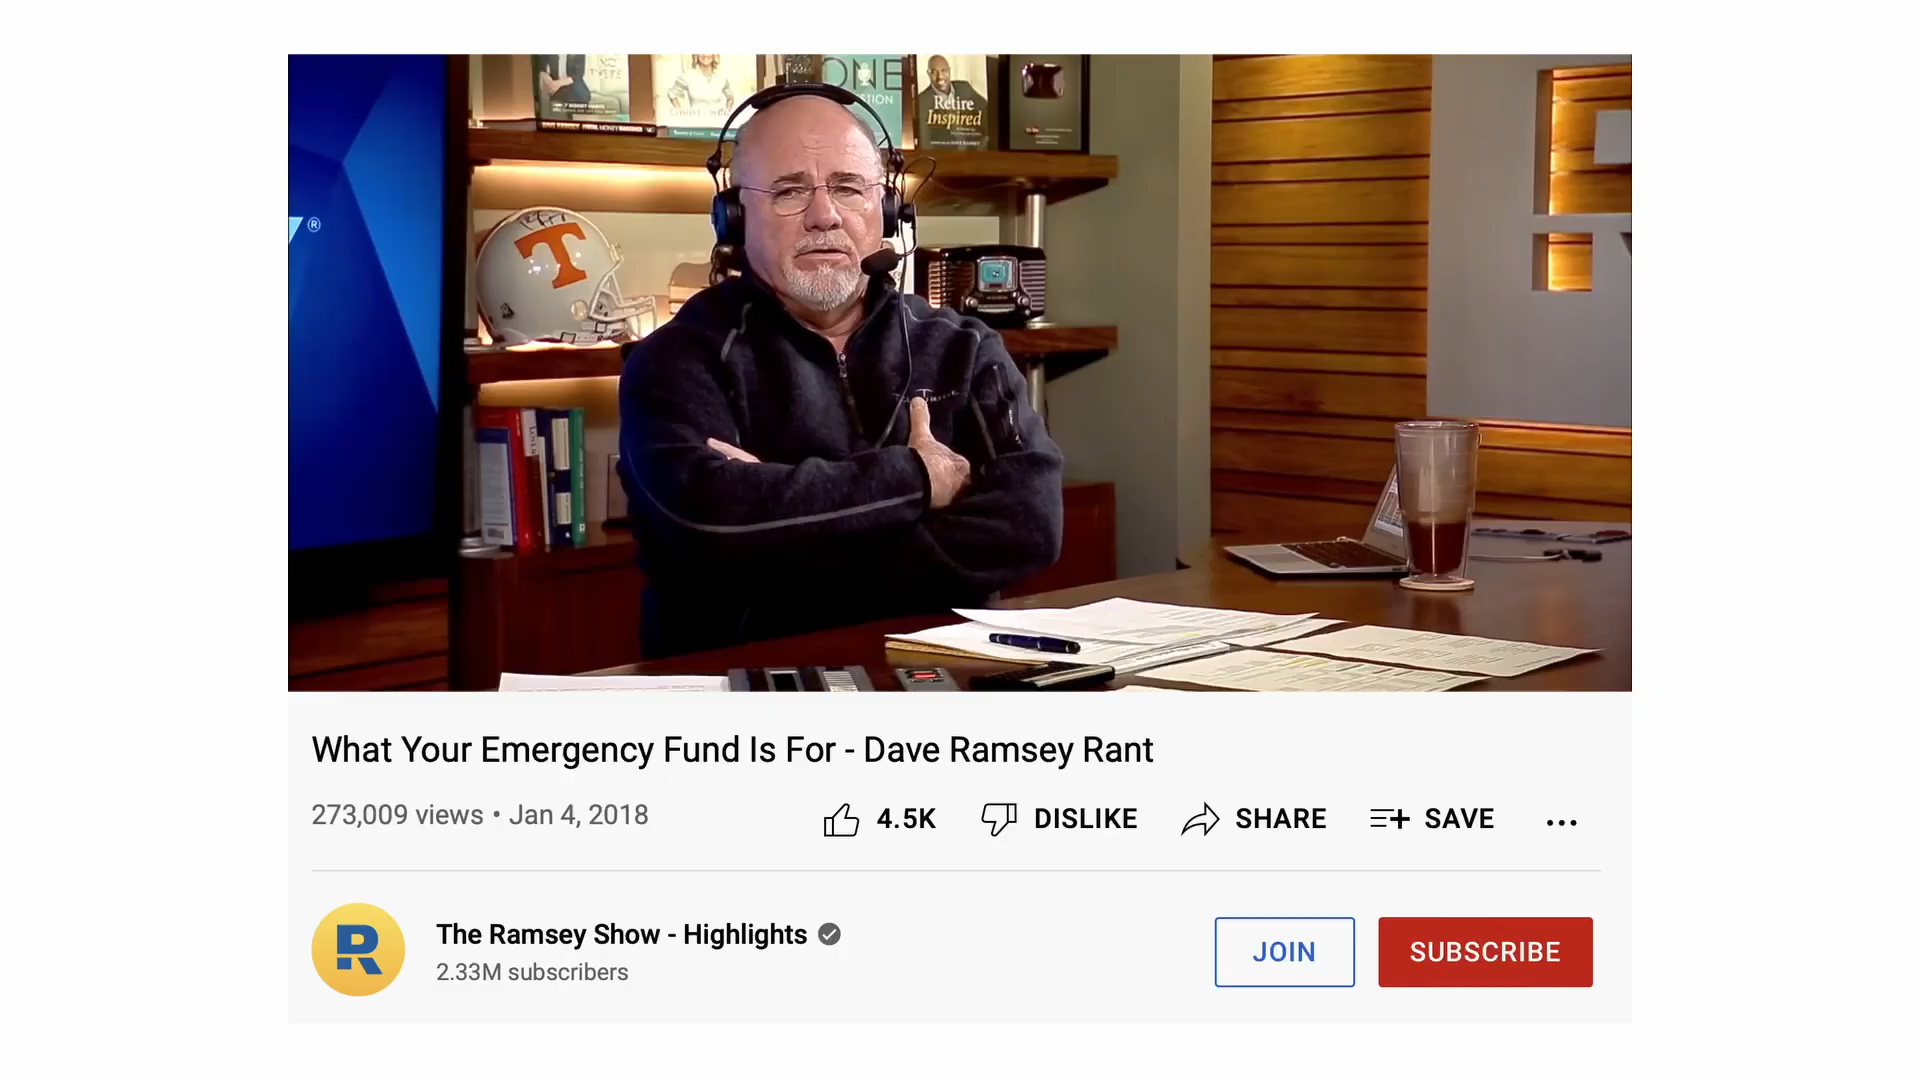 ONE
Retire
Inspired
®
T
What Your Emergency Fund Is For - Dave Ramsey Rant
273,009 views • Jan 4, 2018
4.5K
DISLIKE
SHARE
SAVE
...
R
The Ramsey Show - Highlights
2.33M subscribers
JOIN
SUBSCRIBE